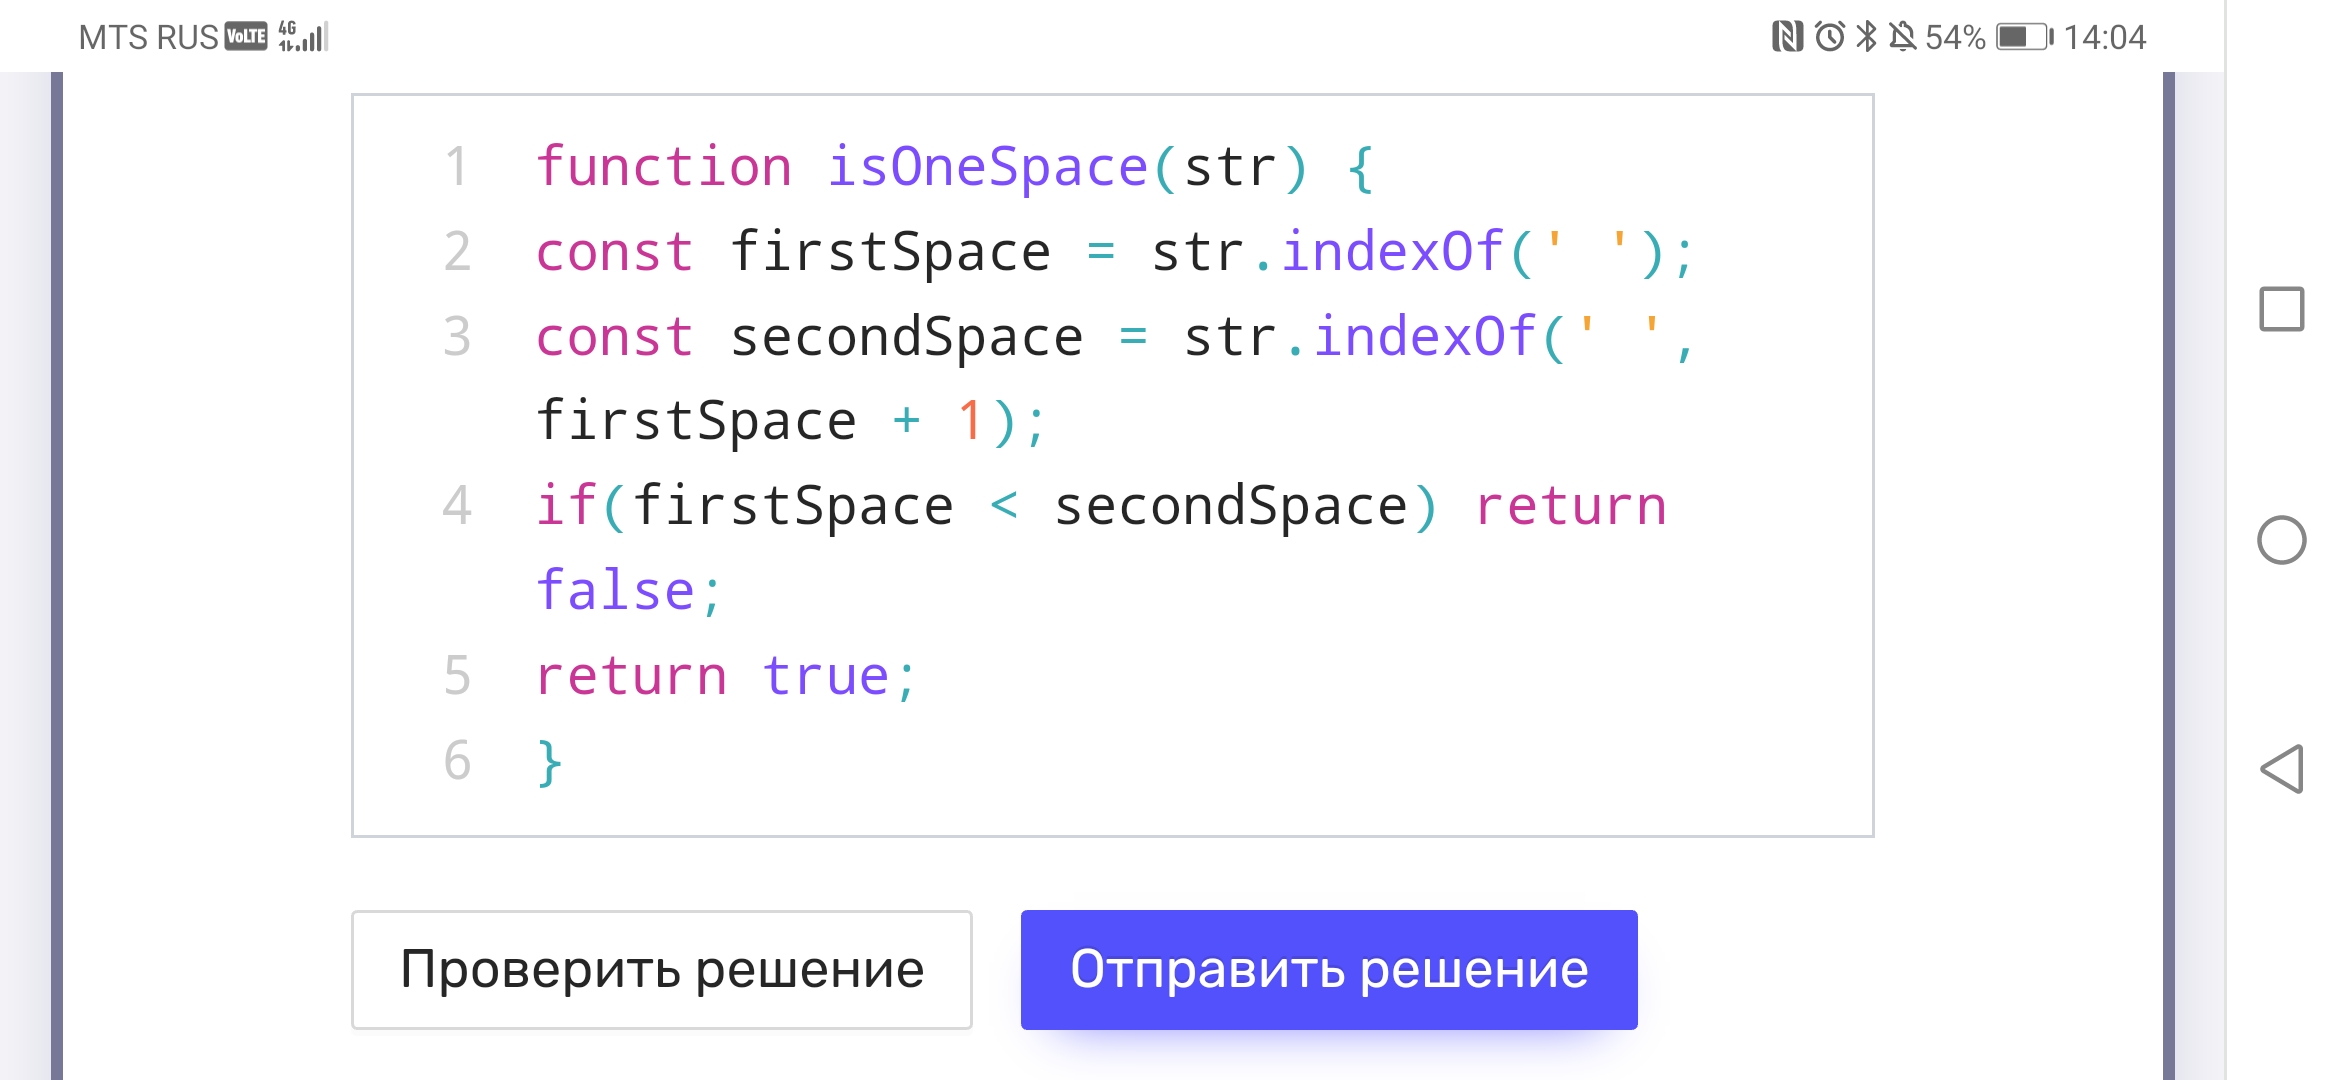 MTS RUS VoLTE 4G 54% 14:04
1 function isOneSpace(str) {
2 const firstSpace = str.indexOf(' ');
3 const secondSpace = str.indexOf(' ',
firstSpace + 1);
4 if(firstSpace < secondSpace) return
false;
5 return true;
6 }
Проверить решение Отправить решение